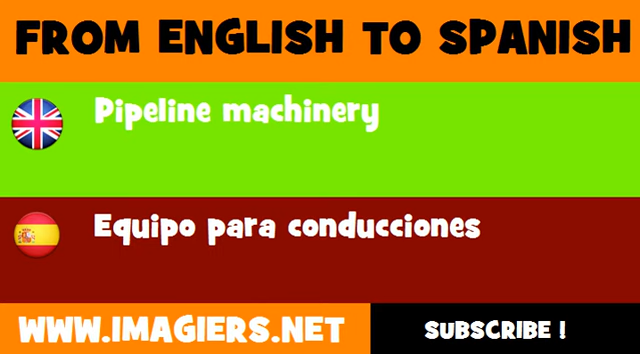 FROM ENGLISH TO SPANISH
Pipeline machinery
Equipo para conducciones
WWW.IMAGIERS.NET
SUBSCRIBE !